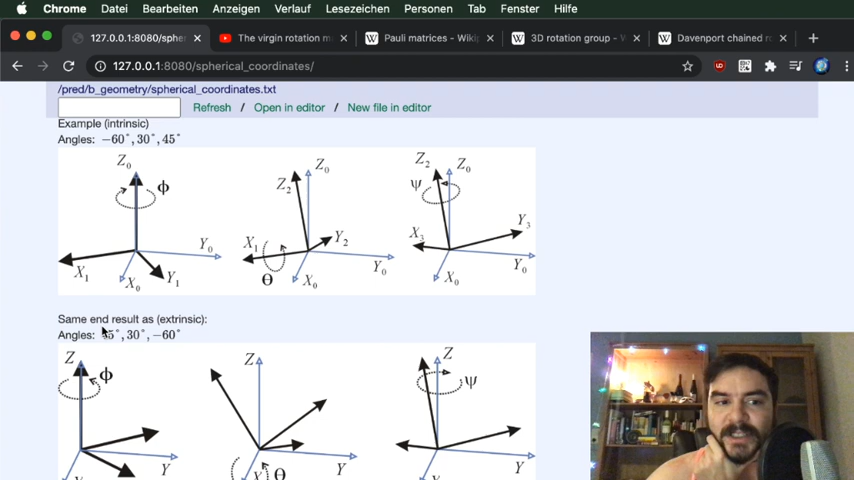 Chrome Datei Bearbeiten Anzeigen Verlauf Lesezeichen Personen Tab Fenster Hilfe
127.0.0.1:8080/spher × The virgin rotation m × Pauli matrices - Wikip × 3D rotation group - W × Davenport chained ro × +
127.0.0.1:8080/spherical_coordinates/
/pred/b_geometry/spherical_coordinates.txt
Refresh / Open in editor / New file in editor
Example (intrinsic)
Angles: −60°, 30°, 45°
Z₀ ϕ Y₀ X₁ X₀ Y₁
Z₀ Z₂ Y₂ X₁ Y₀ Θ X₀
Z₂ Z₀ ψ Y₃ X₃ Y₀ X₀
Same end result as (extrinsic):
Angles: 5°, 30°, −60°
Z ϕ Y
Z Y X Θ
Z ψ Y